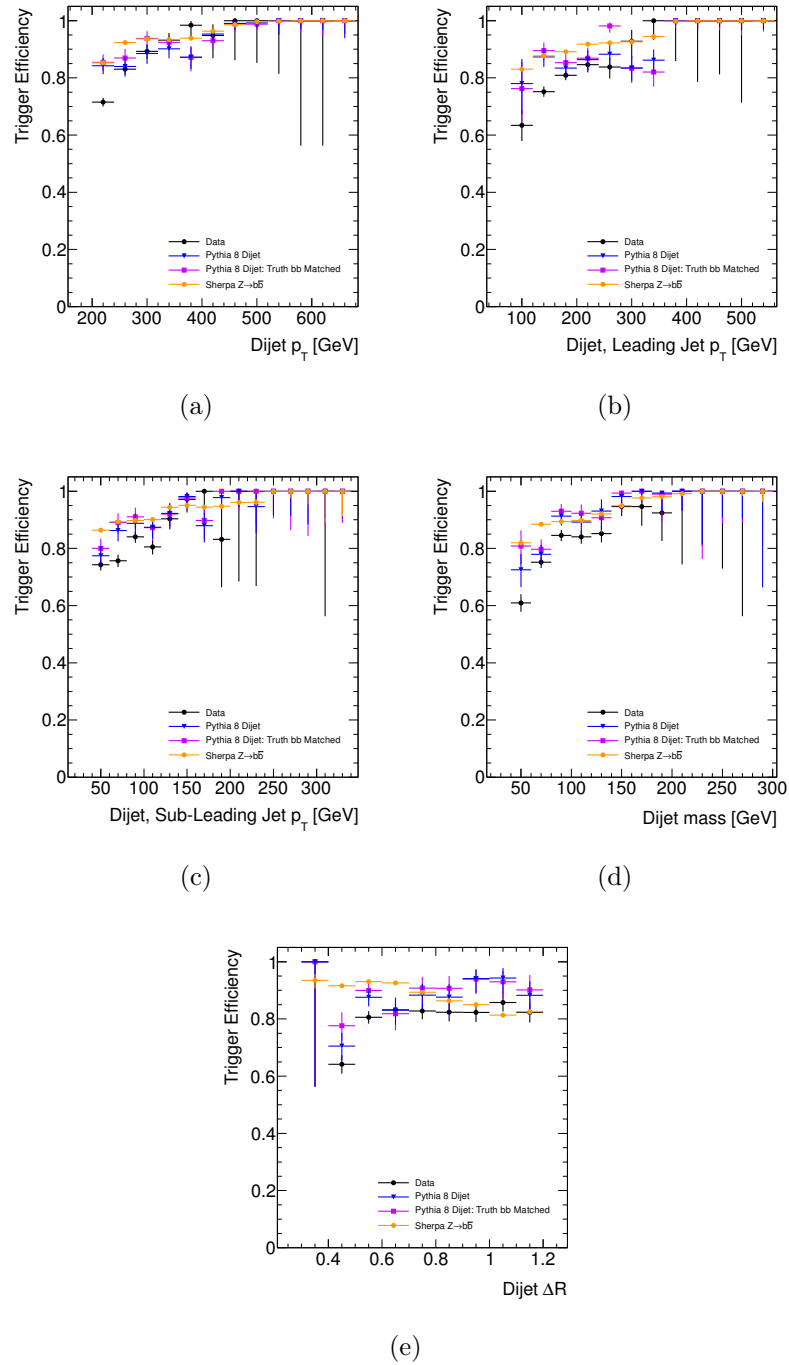 Trigger Efficiency
1
0.8
0.6
0.4
0.2
0
Data
Pythia 8 Dijet
Pythia 8 Dijet: Truth bb Matched
Sherpa Z→bb̅
200 300 400 500 600
Dijet p_T [GeV]
(a)
Trigger Efficiency
1
0.8
0.6
0.4
0.2
0
Data
Pythia 8 Dijet
Pythia 8 Dijet: Truth bb Matched
Sherpa Z→bb̅
100 200 300 400 500
Dijet, Leading Jet p_T [GeV]
(b)
Trigger Efficiency
1
0.8
0.6
0.4
0.2
0
Data
Pythia 8 Dijet
Pythia 8 Dijet: Truth bb Matched
Sherpa Z→bb̅
50 100 150 200 250 300
Dijet, Sub-Leading Jet p_T [GeV]
(c)
Trigger Efficiency
1
0.8
0.6
0.4
0.2
0
Data
Pythia 8 Dijet
Pythia 8 Dijet: Truth bb Matched
Sherpa Z→bb̅
50 100 150 200 250 300
Dijet mass [GeV]
(d)
Trigger Efficiency
1
0.8
0.6
0.4
0.2
0
Data
Pythia 8 Dijet
Pythia 8 Dijet: Truth bb Matched
Sherpa Z→bb̅
0.4 0.6 0.8 1 1.2
Dijet ΔR
(e)